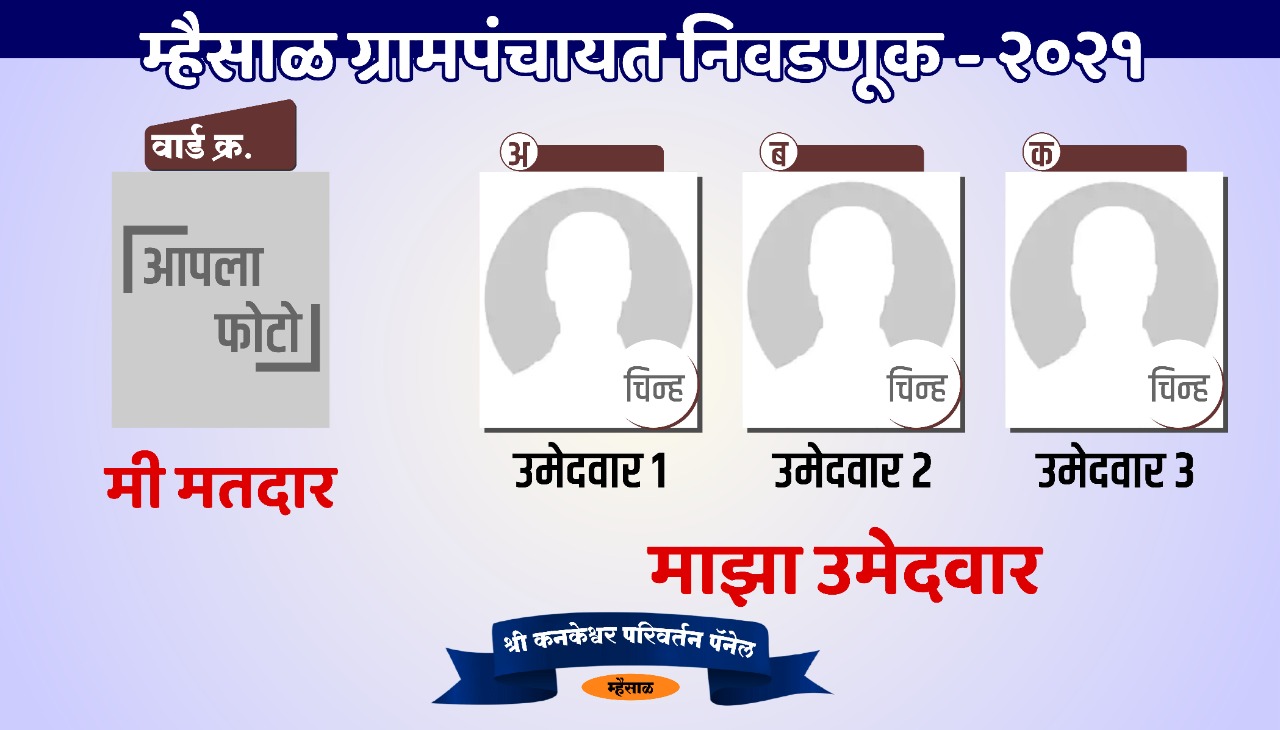 म्हैसाळ ग्रामपंचायत निवडणूक - २०२१
वार्ड क्र.
आपला
फोटो
मी मतदार
अ
ब
क
चिन्ह
चिन्ह
चिन्ह
उमेदवार 1
उमेदवार 2
उमेदवार 3
माझा उमेदवार
श्री कनकेश्वर परिवर्तन पॅनेल
म्हैसाळ